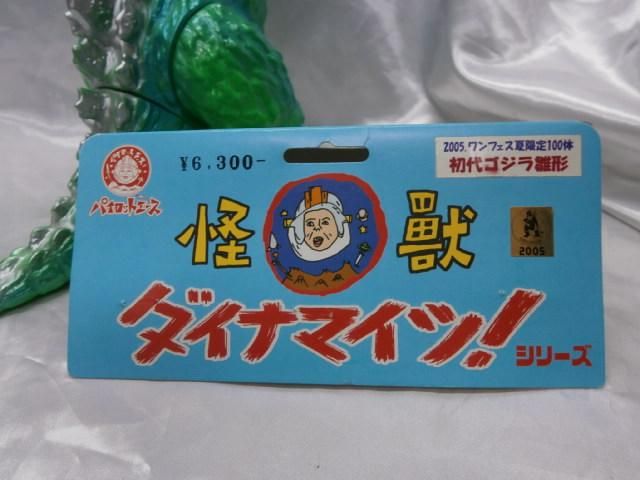 ¥6,300-
2005.ワンフェス夏限定100体
初代ゴジラ雛形
パイロットエース
怪獣
2005
ダイナマイツ!
シリーズ